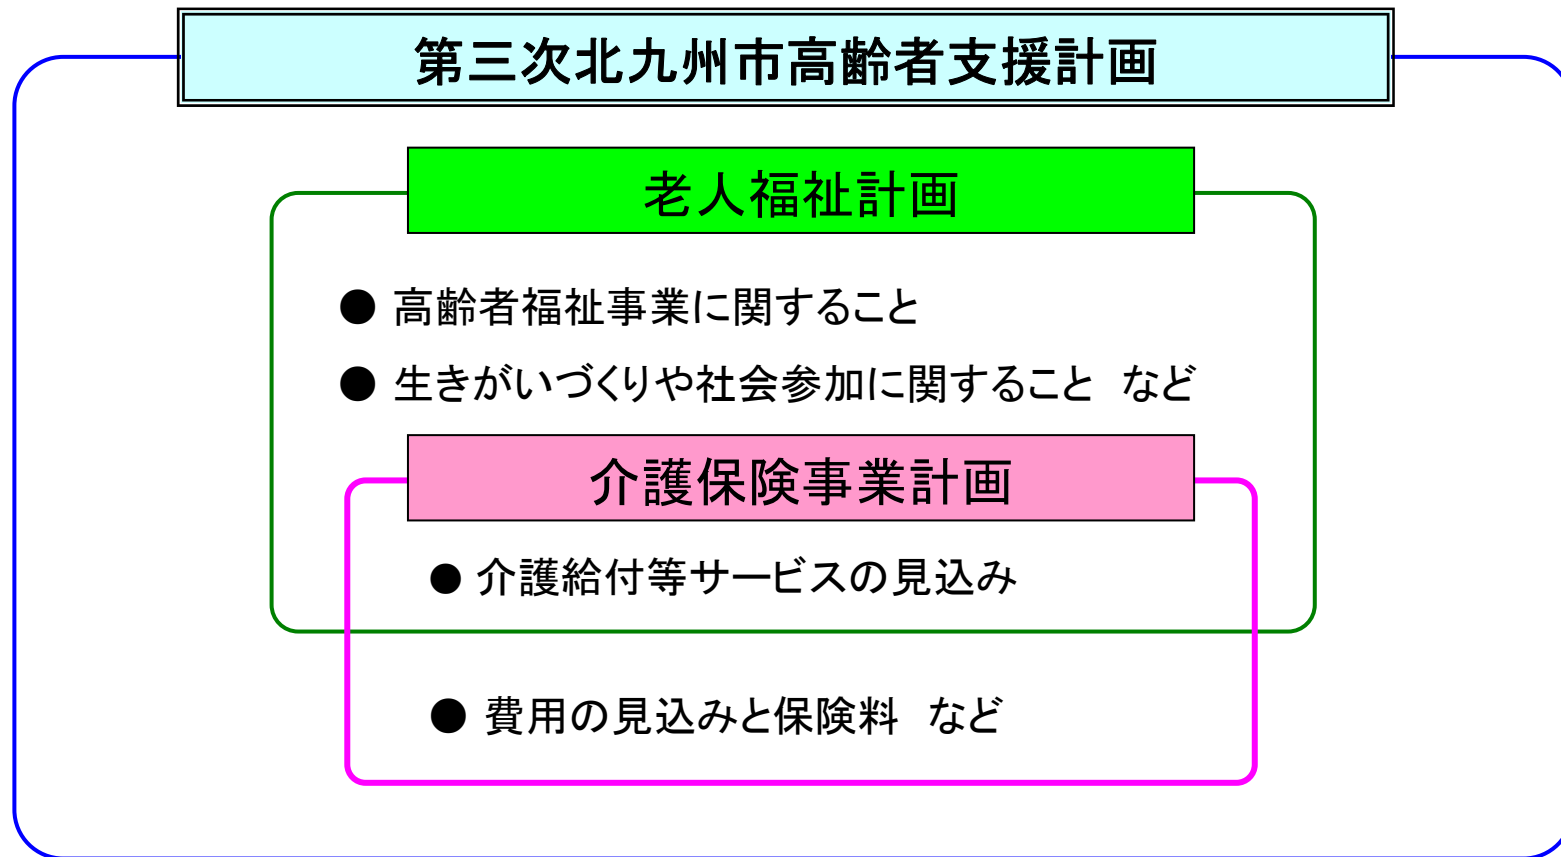 第三次北九州市高齢者支援計画
老人福祉計画
● 高齢者福祉事業に関すること
● 生きがいづくりや社会参加に関すること　など
介護保険事業計画
● 介護給付等サービスの見込み
● 費用の見込みと保険料　など